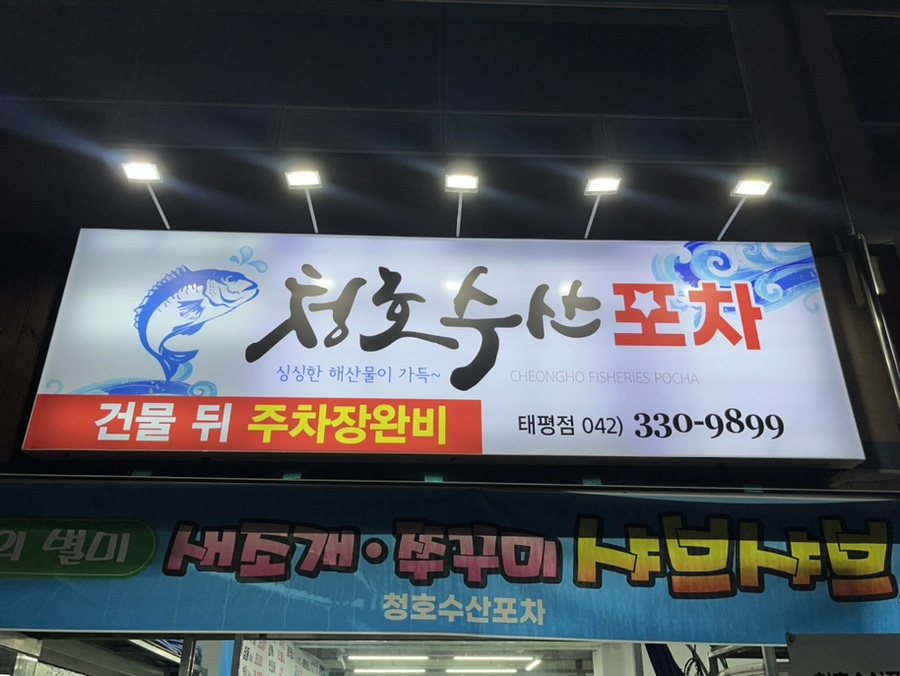 청호수산포차
싱싱한 해산물이 가득~
CHEONGHO FISHERIES POCHA
건물 뒤 주차장완비
태평점 042) 330-9899
의 별미
새조개·쭈꾸미 샤브샤브
청호수산포차